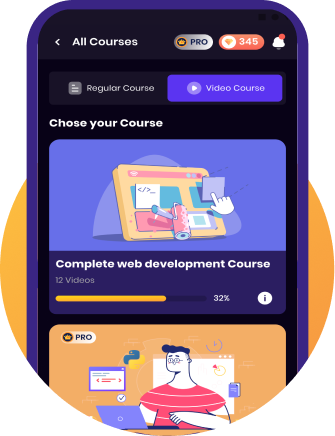 All Courses
PRO
345
Regular Course
Video Course
Chose your Course
</>
Complete web development Course
12 Videos
32%
i
PRO